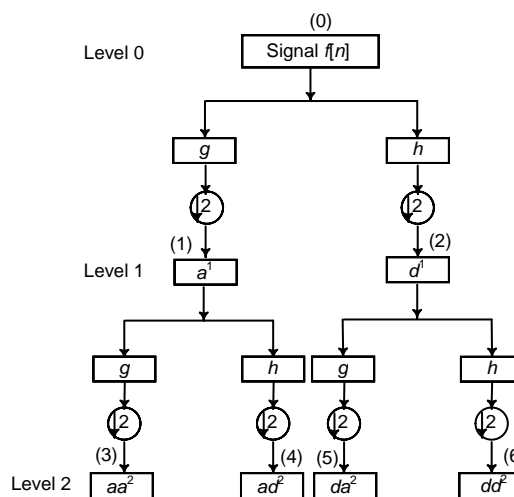 (0)
Level 0
Signal f[n]
g
h
2
2
(1)
(2)
Level 1
a¹
d¹
g
h
g
h
2
2
2
2
(3)
(4)
(5)
(6
Level 2
aa²
ad²
da²
dd²